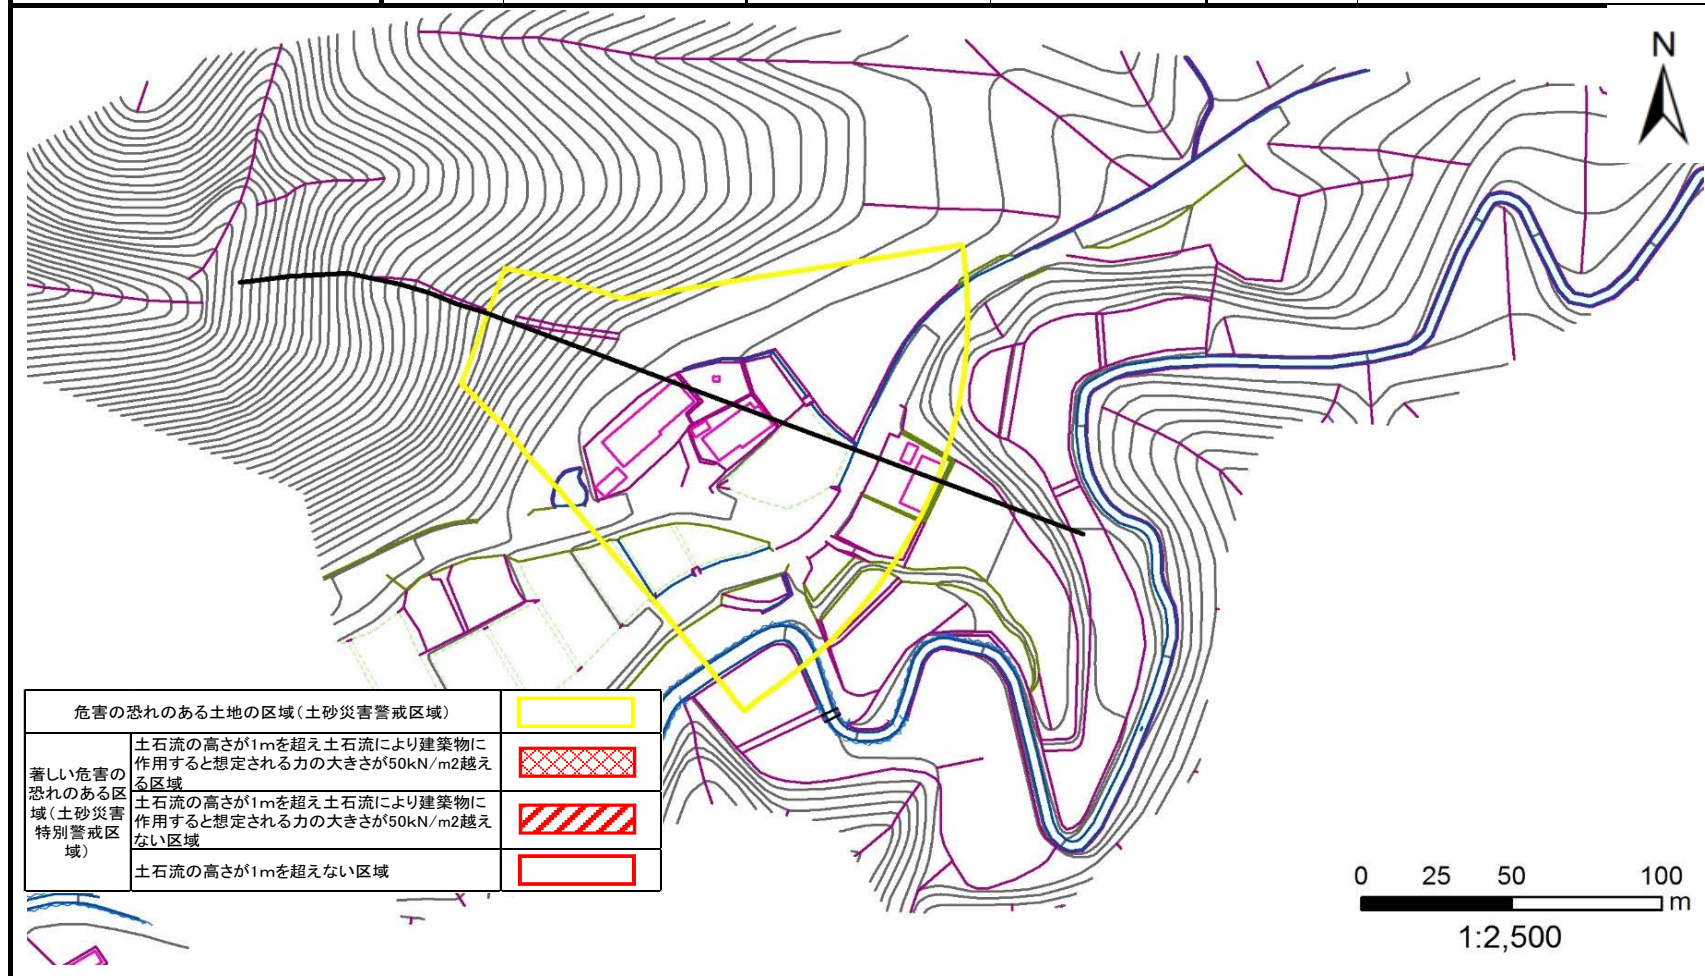 N
危害の恐れのある土地の区域(土砂災害警戒区域)
著しい危害の
恐れのある区
域(土砂災害
特別警戒区
域)
土石流の高さが1mを超え土石流により建築物に
作用すると想定される力の大きさが50kN/m2越え
る区域
土石流の高さが1mを超え土石流により建築物に
作用すると想定される力の大きさが50kN/m2越え
ない区域
土石流の高さが1mを超えない区域
0 25 50 100
m
1:2,500